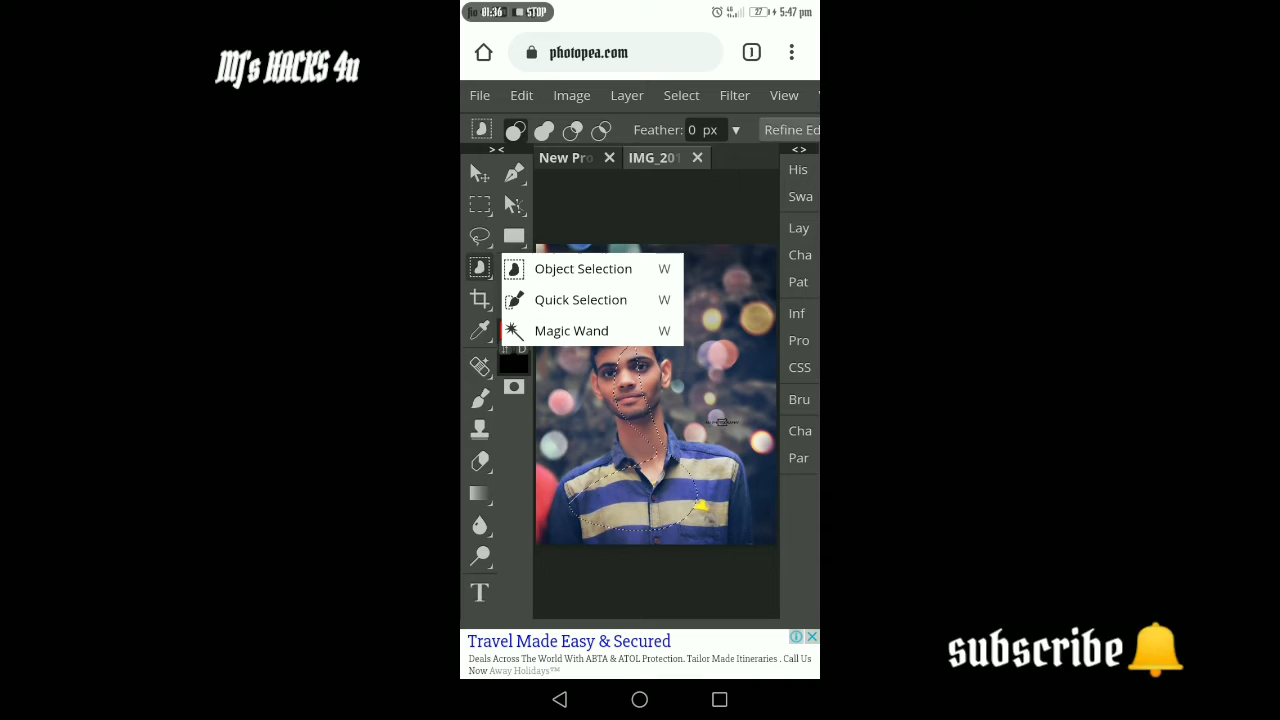 01:36 STOP
27
5:47 pm
MJ's HACKS 4u
photopea.com
File Edit Image Layer Select Filter View
Feather: 0 px ▼ Refine Ed
> <
< >
New Pro
IMG_201
His
Swa
Lay
Cha
Pat
Inf
Pro
CSS
Bru
Cha
Par
Object Selection W
Quick Selection W
Magic Wand W
D
T
Travel Made Easy & Secured
Deals Across The World With ABTA & ATOL Protection. Tailor Made Itineraries . Call Us
Now Away Holidays™
subscribe